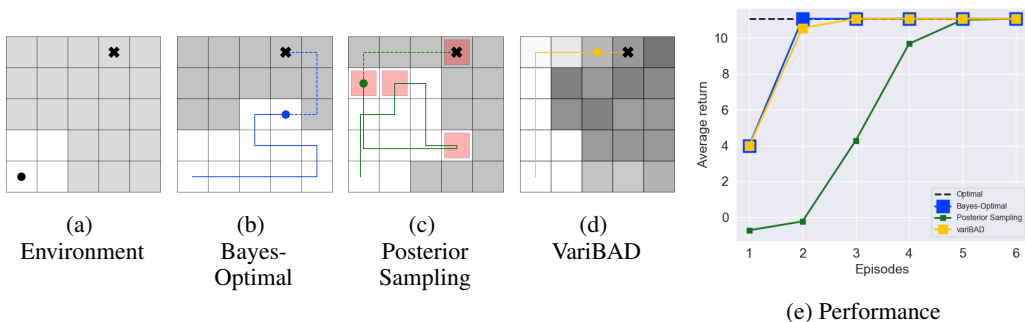 (a)
Environment
(b)
Bayes-
Optimal
(c)
Posterior
Sampling
(d)
VariBAD
Average return
10
8
6
4
2
0
1 2 3 4 5 6
Episodes
Optimal
Bayes-Optimal
Posterior Sampling
variBAD
(e) Performance